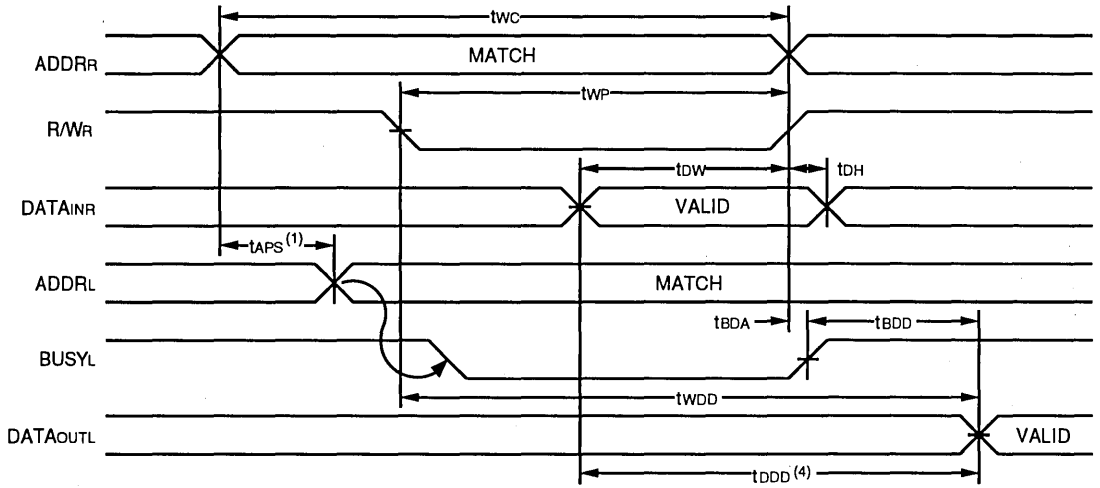 tWC
ADDRR MATCH
tWP
R/WR
tDW tDH
DATAINR VALID
tAPS (1)
ADDRL MATCH
tBDA tBDD
BUSYL
tWDD
DATAOUTL VALID
tDDD (4)